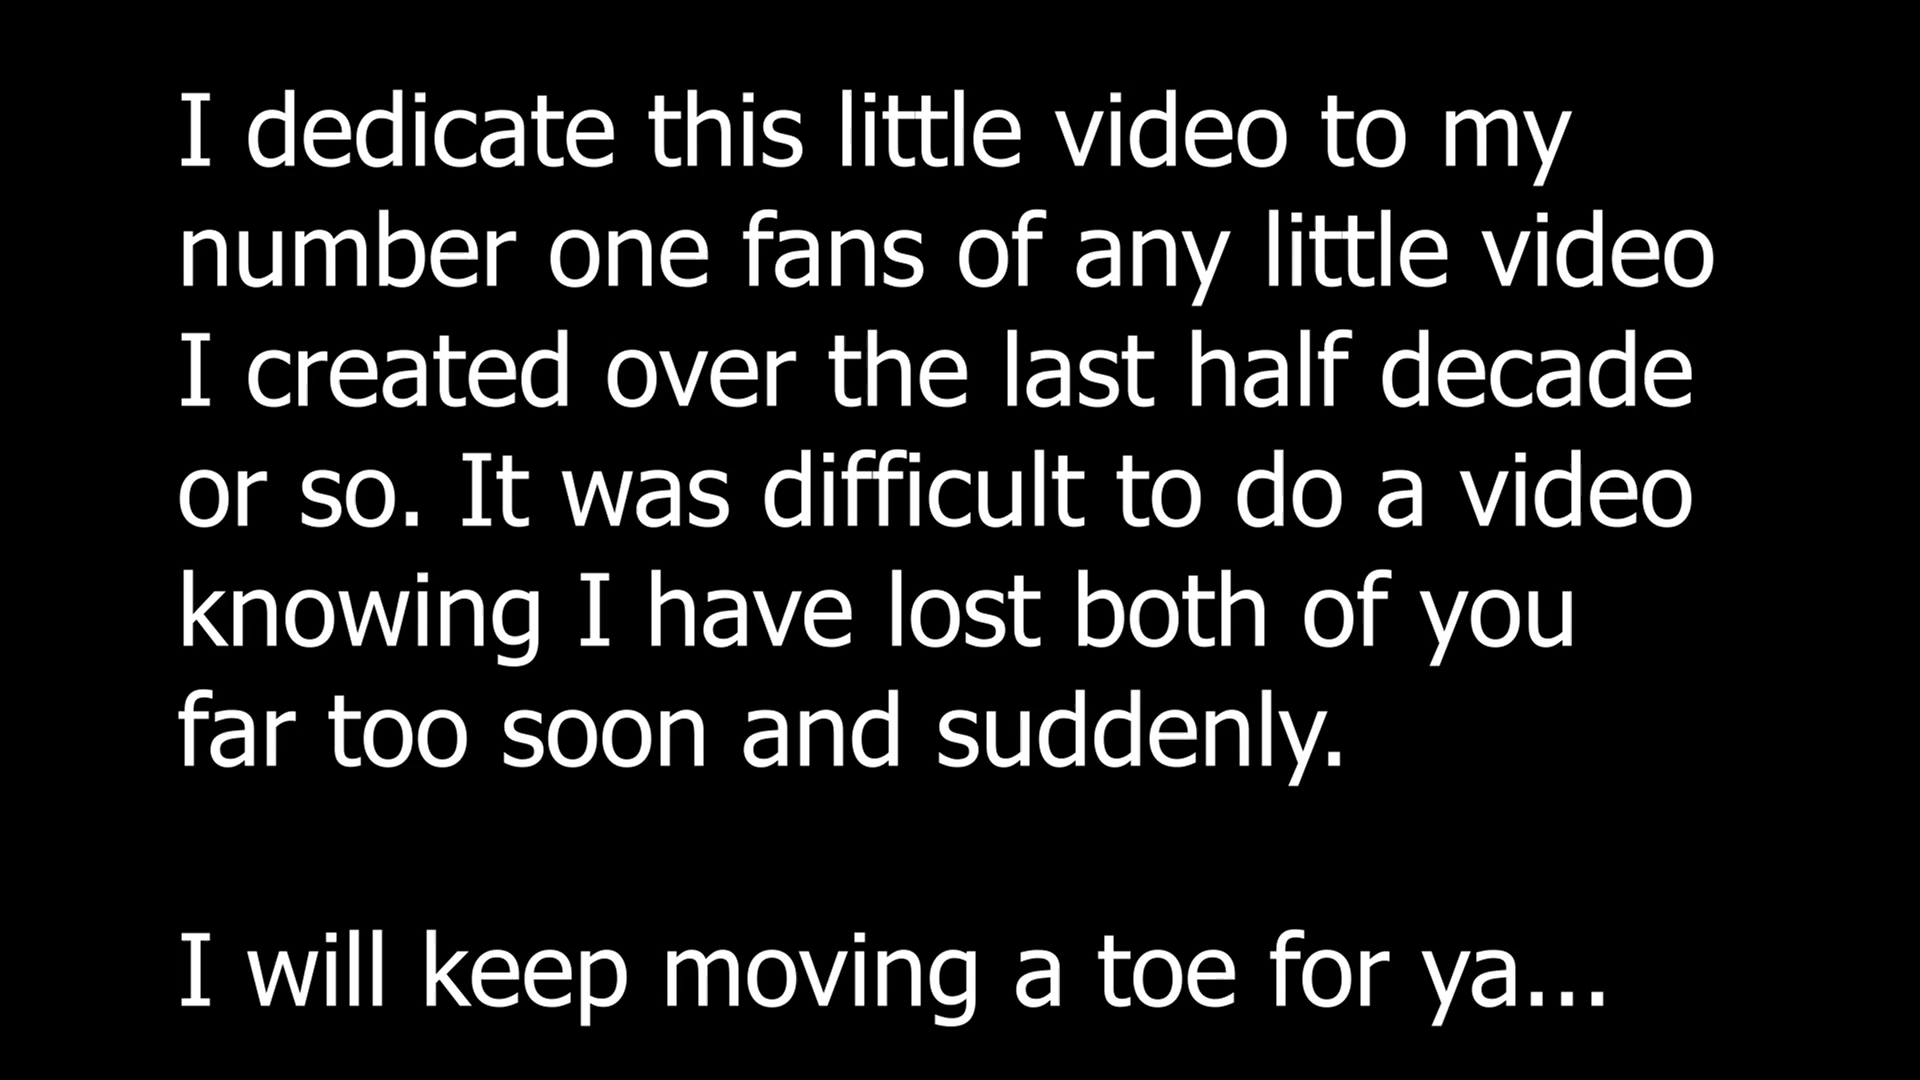 I dedicate this little video to my
number one fans of any little video
I created over the last half decade
or so. It was difficult to do a video
knowing I have lost both of you
far too soon and suddenly.
I will keep moving a toe for ya...